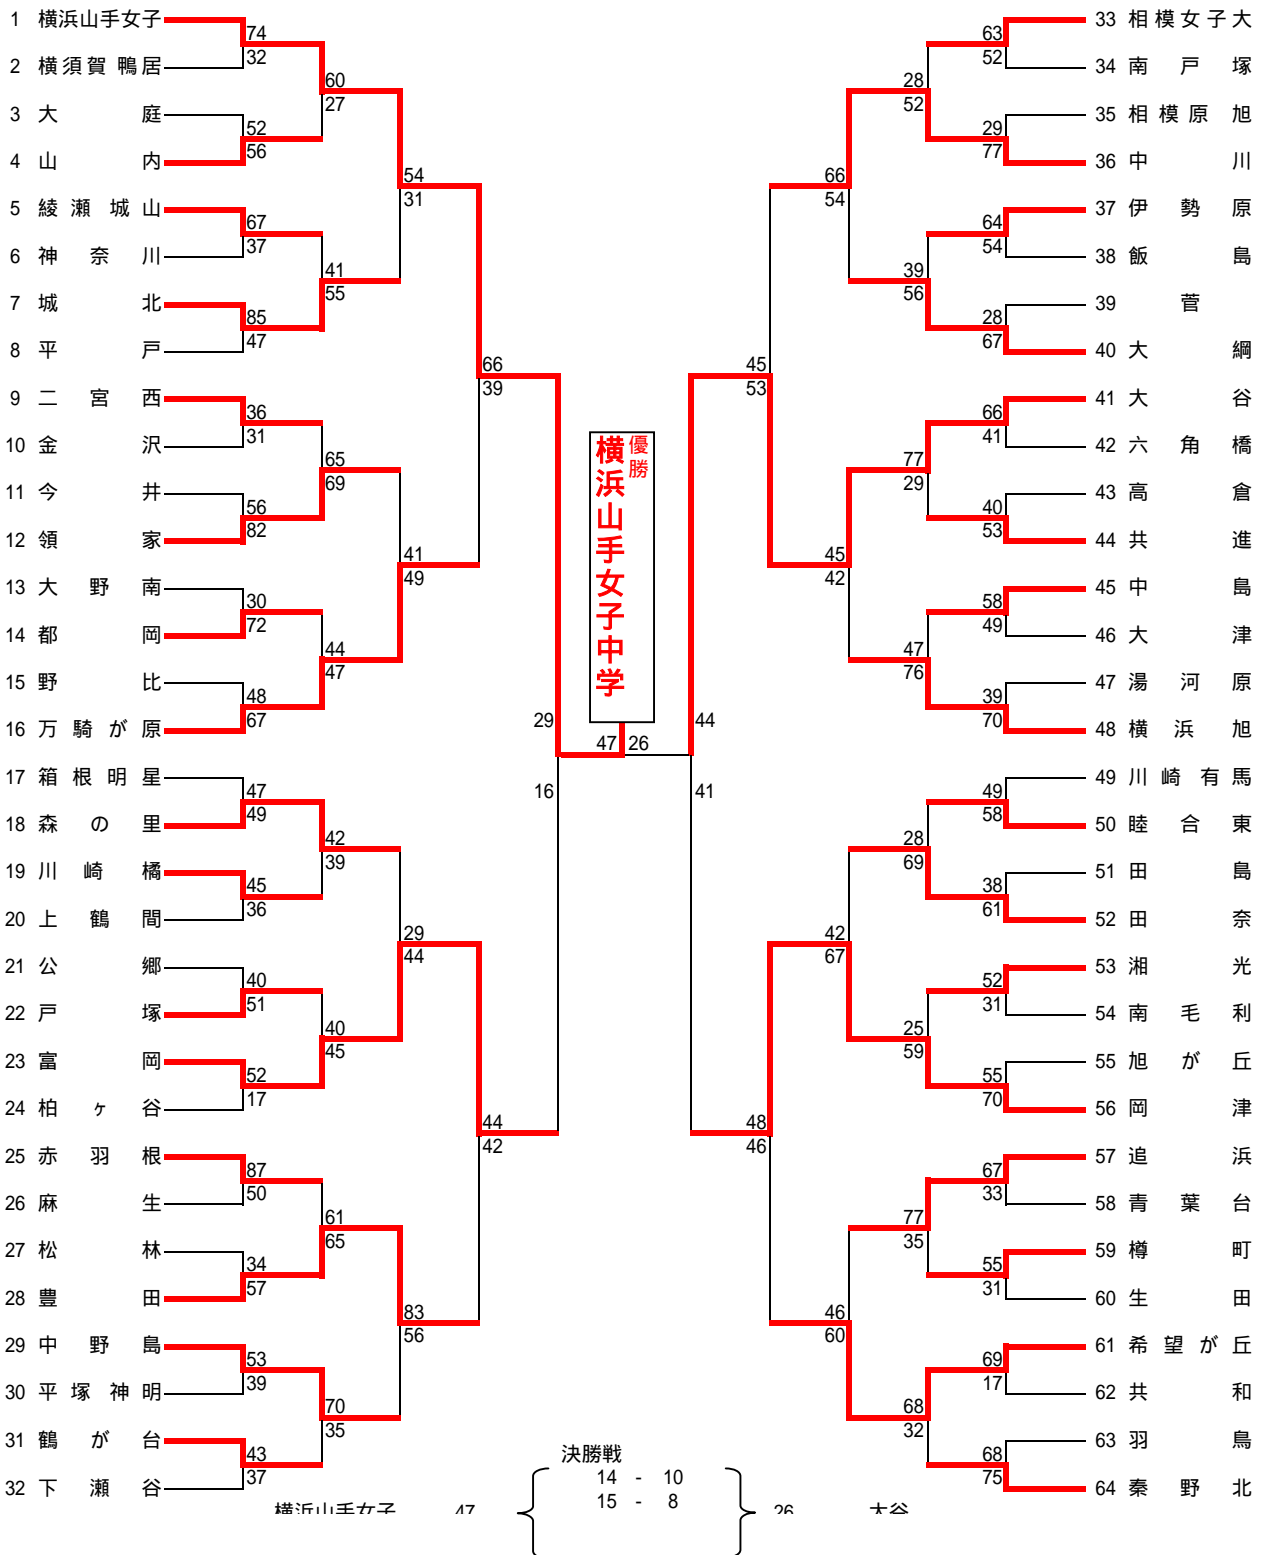 1 横浜山手女子
2 横須賀鴨居
3 大庭
4 山内
5 綾瀬城山
6 神奈川
7 城北
8 平戸
9 二宮西
10 金沢
11 今井
12 領家
13 大野南
14 都岡
15 野比
16 万騎が原
17 箱根明星
18 森の里
19 川崎橘
20 上鶴間
21 公郷
22 戸塚
23 富岡
24 柏ヶ谷
25 赤羽根
26 麻生
27 松林
28 豊田
29 中野島
30 平塚神明
31 鶴が台
32 下瀬谷
74
32
52
56
67
37
85
47
36
31
56
82
30
72
48
67
47
49
45
36
40
51
52
17
87
50
34
57
53
39
43
37
60
27
41
55
65
69
44
47
42
39
40
45
61
65
70
35
54
31
41
49
29
44
83
56
66
39
44
42
29
16
優勝
横浜山手女子中学
47 26
44
41
45
53
48
46
66
54
45
42
42
67
46
60
28
52
39
56
77
29
47
76
28
69
25
59
77
35
68
32
63
52
29
77
64
54
28
67
66
41
40
53
58
49
39
70
49
58
38
61
52
31
55
70
67
33
55
31
69
17
68
75
33 相模女子大
34 南戸塚
35 相模原旭
36 中川
37 伊勢原
38 飯島
39 菅
40 大綱
41 大谷
42 六角橋
43 高倉
44 共進
45 中島
46 大津
47 湯河原
48 横浜旭
49 川崎有馬
50 睦合東
51 田島
52 田奈
53 湘光
54 南毛利
55 旭が丘
56 岡津
57 追浜
58 青葉台
59 樽町
60 生田
61 希望が丘
62 共和
63 羽鳥
64 秦野北
決勝戦
14 - 10
15 - 8
横浜山手女子 47 26 大谷